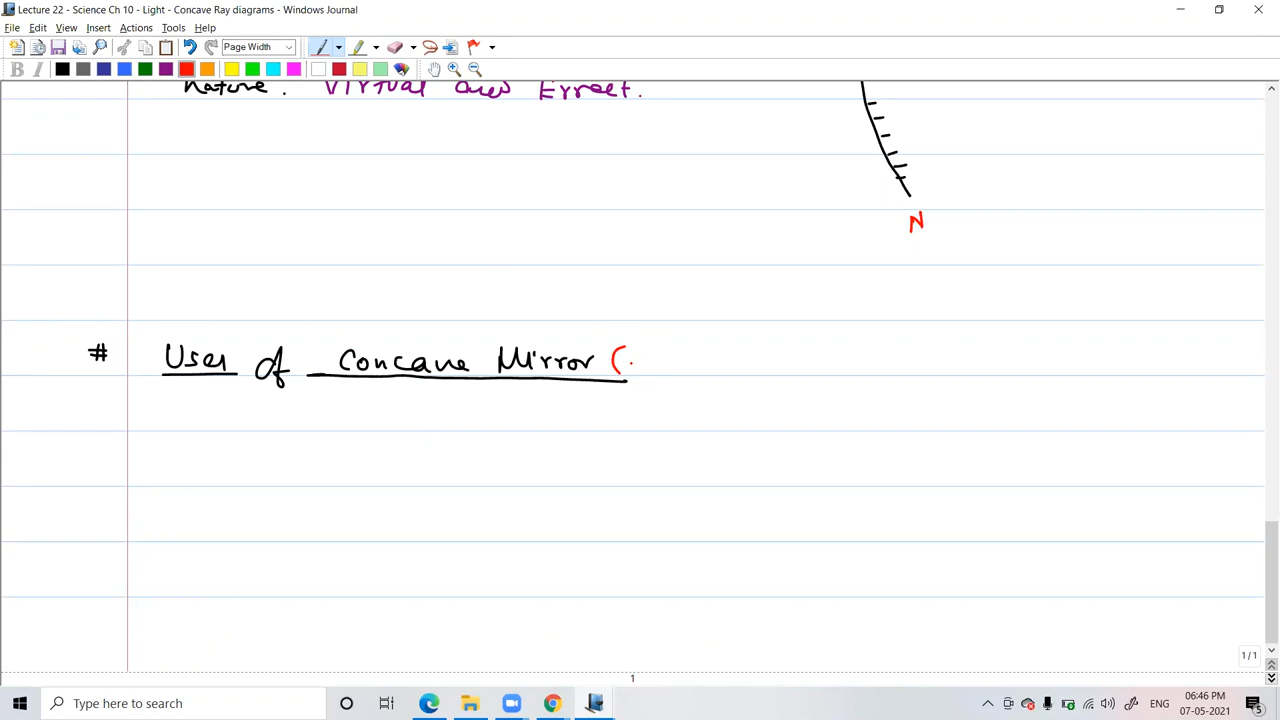 Lecture 22 - Science Ch 10 - Light - Concave Ray diagrams - Windows Journal
File Edit View Insert Actions Tools Help
Page Width
B I
Nature : Virtual and Errect.
N
# Uses of Concave Mirror (.
1/1
1
Type here to search
ENG
06:46 PM
07-05-2021
5